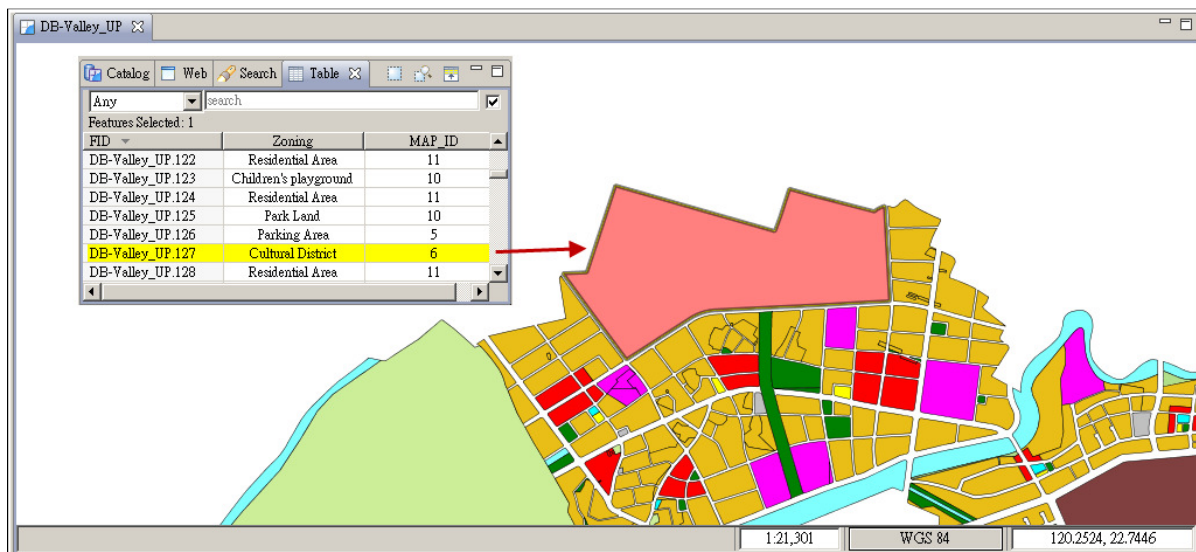 DB-Valley_UP
Catalog Web Search Table
Any search
Features Selected: 1
FID Zoning MAP_ID
DB-Valley_UP.122 Residential Area 11
DB-Valley_UP.123 Children's playground 10
DB-Valley_UP.124 Residential Area 11
DB-Valley_UP.125 Park Land 10
DB-Valley_UP.126 Parking Area 5
DB-Valley_UP.127 Cultural District 6
DB-Valley_UP.128 Residential Area 11
1:21,301 WGS 84 120.2524, 22.7446